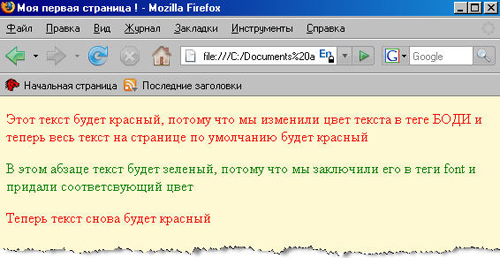 Моя первая страница ! - Mozilla Firefox
Файл Правка Вид Журнал Закладки Инструменты Справка
file:///C:/Documents%20a En G Google
Начальная страница Последние заголовки
Этот текст будет красный, потому что мы изменили цвет текста в теге БОДИ и
теперь весь текст на странице по умолчанию будет красный
В этом абзаце текст будет зеленый, потому что мы заключили его в теги font и
придали соответсвующий цвет
Теперь текст снова будет красный